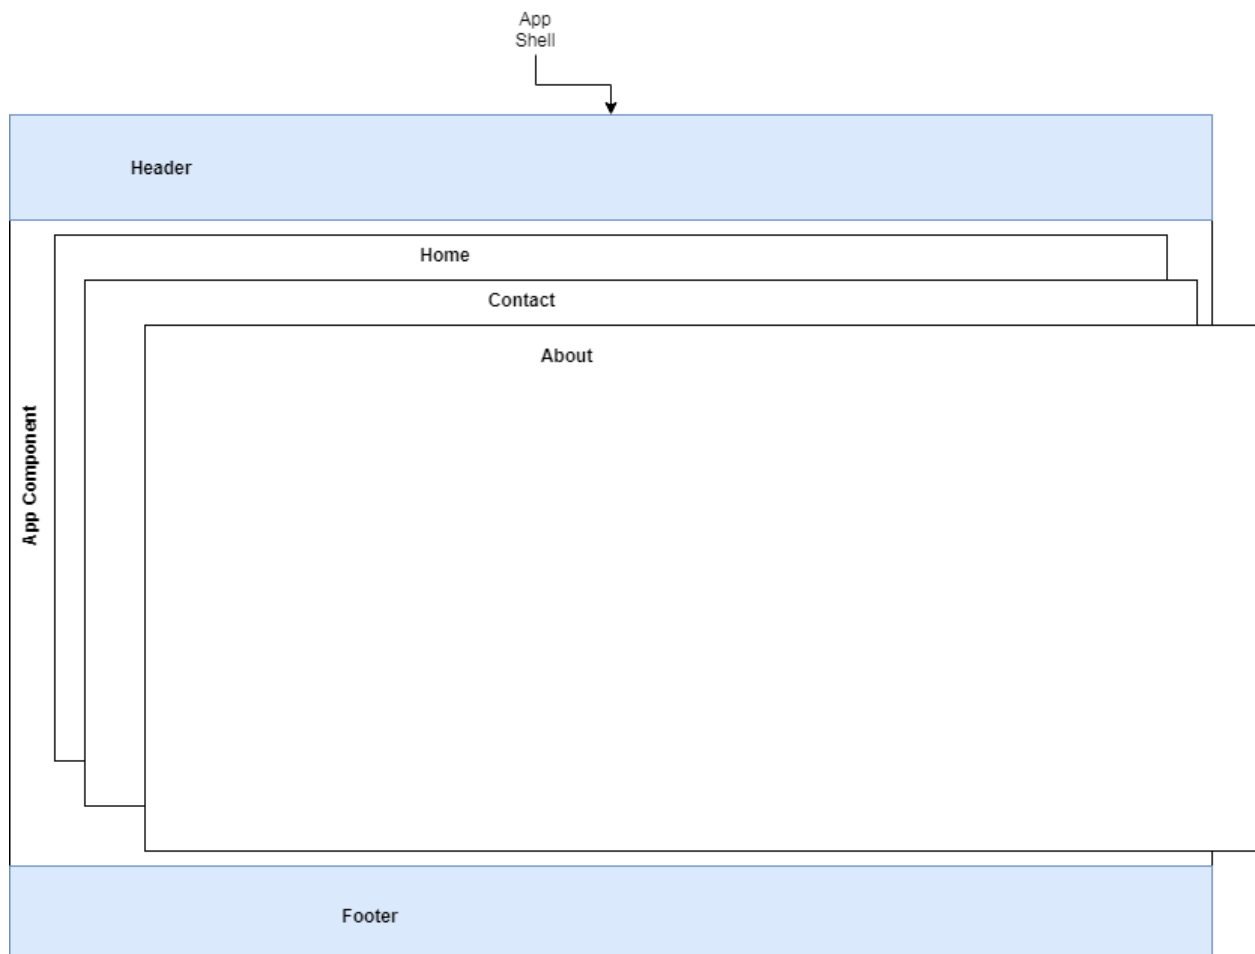 App
Shell
Header
Home
Contact
About
App Component
Footer